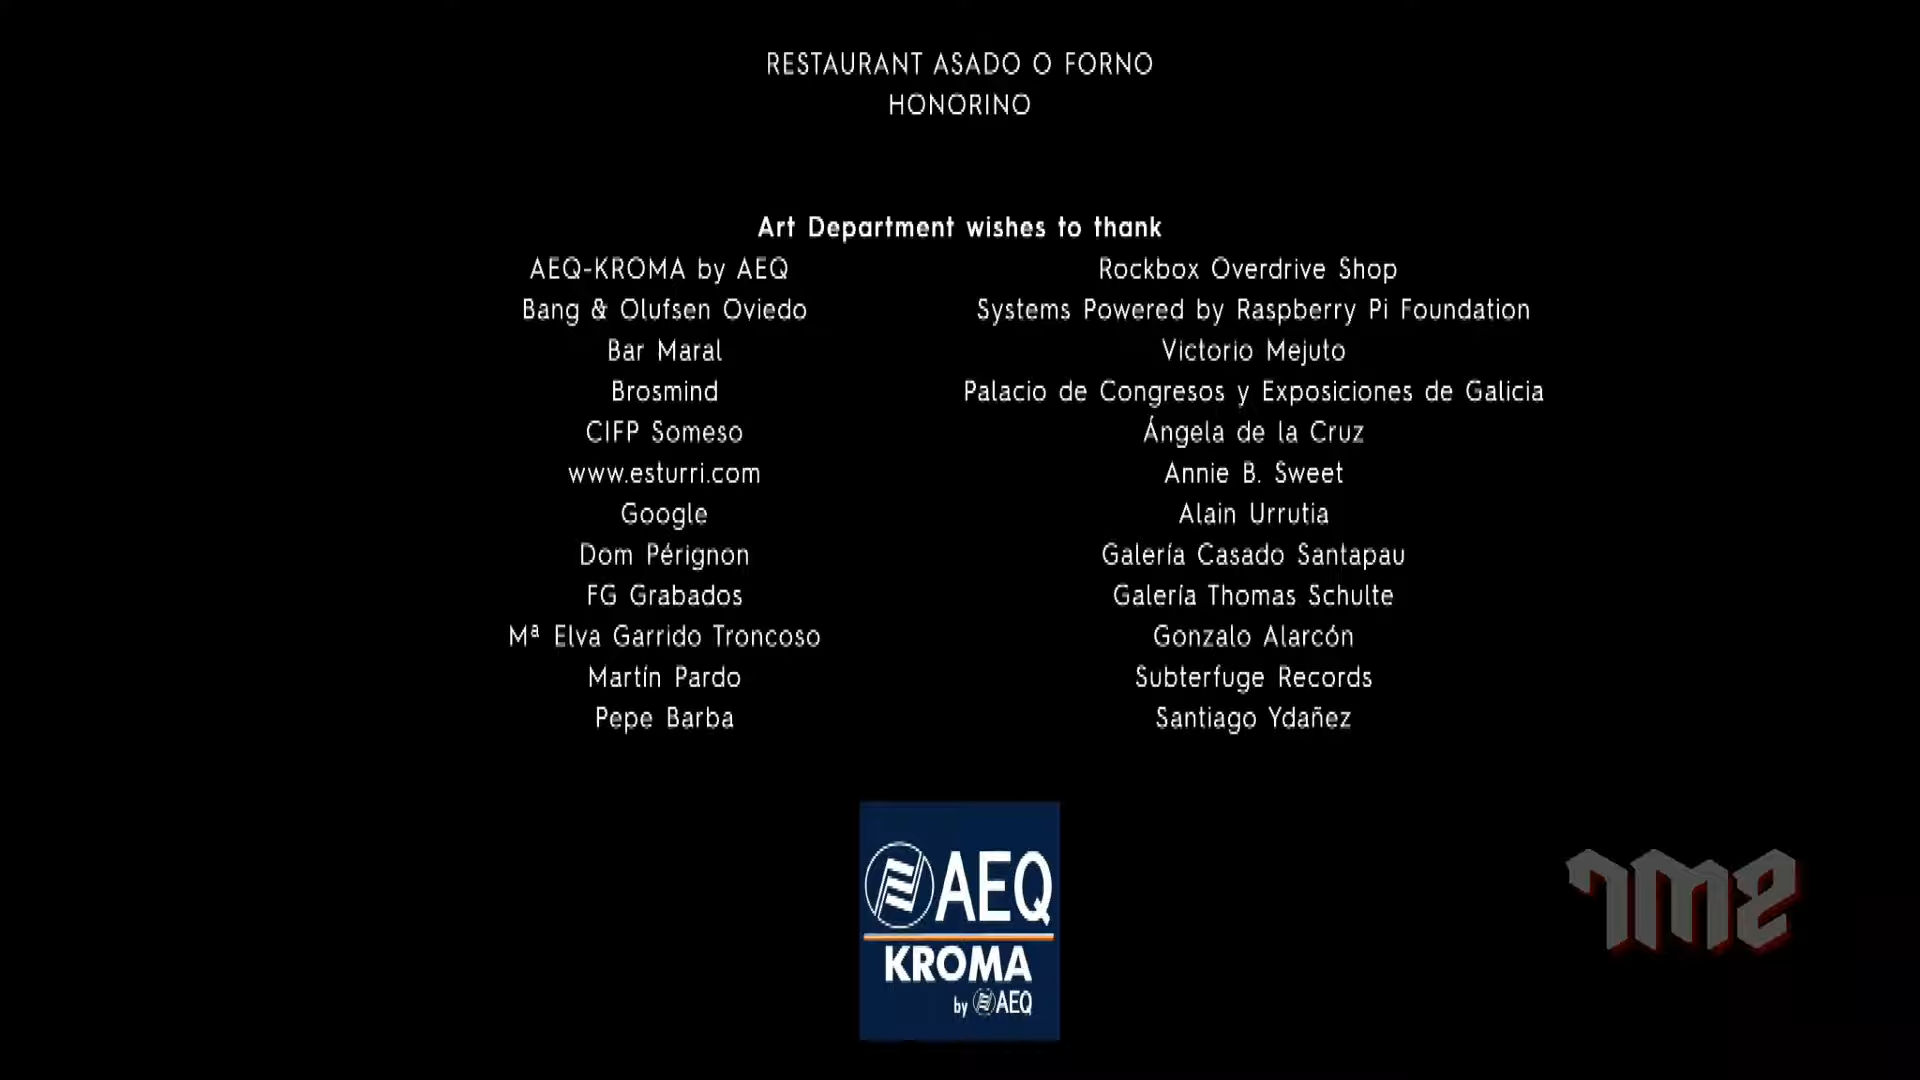 RESTAURANT ASADO O FORNO
HONORINO
Art Department wishes to thank
AEQ-KROMA by AEQ
Bang & Olufsen Oviedo
Bar Maral
Brosmind
CIFP Someso
www.esturri.com
Google
Dom Pérignon
FG Grabados
Mª Elva Garrido Troncoso
Martín Pardo
Pepe Barba
Rockbox Overdrive Shop
Systems Powered by Raspberry Pi Foundation
Victorio Mejuto
Palacio de Congresos y Exposiciones de Galicia
Ángela de la Cruz
Annie B. Sweet
Alain Urrutia
Galería Casado Santapau
Galería Thomas Schulte
Gonzalo Alarcón
Subterfuge Records
Santiago Ydañez
AEQ
KROMA
by AEQ